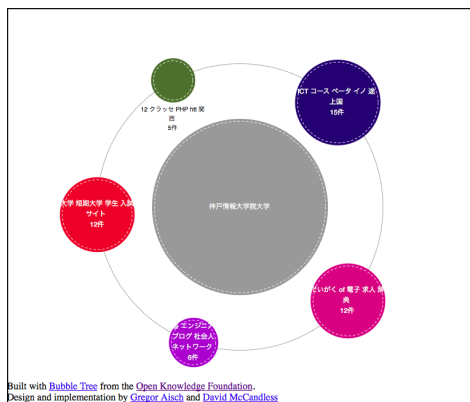 ICT コース ベータ イノ 途
上国
15件
12 クラッセ PHP htt 関
西
5件
神戸情報大学院大学
大学 短期大学 学生 入試
サイト
12件
だいがく of 電子 求人 辞
典
12件
エンジニア
ブログ 社会人
ネットワーク
6件
Built with Bubble Tree from the Open Knowledge Foundation.
Design and implementation by Gregor Aisch and David McCandless